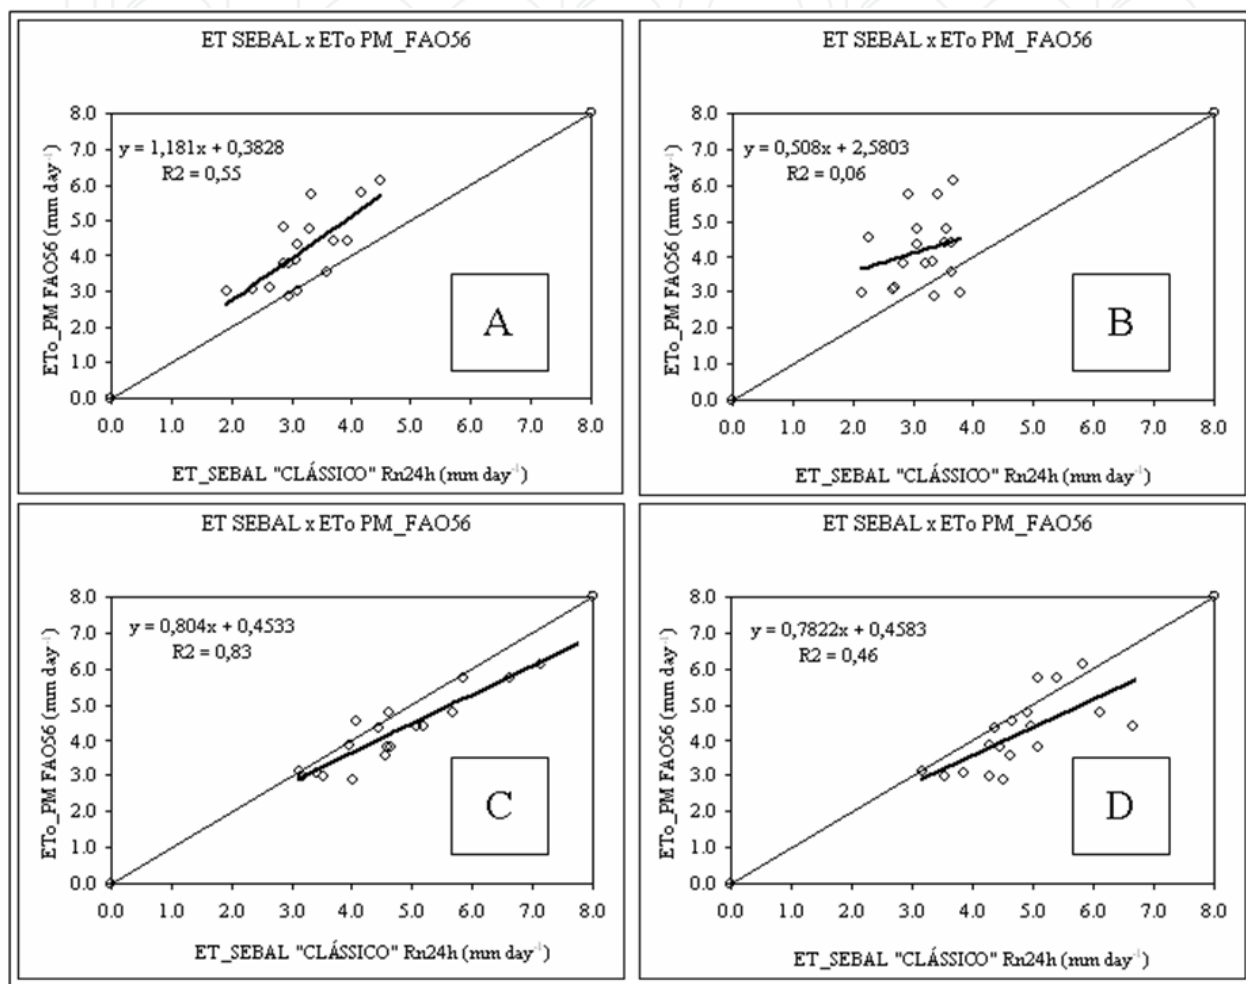 ET SEBAL x ETo PM_FAO56
ETo_PM FAO56 (mm day⁻¹)
8.0
7.0
6.0
5.0
4.0
3.0
2.0
1.0
0.0
y = 1,181x + 0,3828
R2 = 0,55
A
0.0 1.0 2.0 3.0 4.0 5.0 6.0 7.0 8.0
ET_SEBAL "CLÁSSICO" Rn24h (mm day⁻¹)
ET SEBAL x ETo PM_FAO56
ETo_PM FAO56 (mm day⁻¹)
8.0
7.0
6.0
5.0
4.0
3.0
2.0
1.0
0.0
y = 0,508x + 2,5803
R2 = 0,06
B
0.0 1.0 2.0 3.0 4.0 5.0 6.0 7.0 8.0
ET_SEBAL "CLÁSSICO" Rn24h (mm day⁻¹)
ET SEBAL x ETo PM_FAO56
ETo_PM FAO56 (mm day⁻¹)
8.0
7.0
6.0
5.0
4.0
3.0
2.0
1.0
0.0
y = 0,804x + 0,4533
R2 = 0,83
C
0.0 1.0 2.0 3.0 4.0 5.0 6.0 7.0 8.0
ET_SEBAL "CLÁSSICO" Rn24h (mm day⁻¹)
ET SEBAL x ETo PM_FAO56
ETo_PM FAO56 (mm day⁻¹)
8.0
7.0
6.0
5.0
4.0
3.0
2.0
1.0
0.0
y = 0,7822x + 0,4583
R2 = 0,46
D
0.0 1.0 2.0 3.0 4.0 5.0 6.0 7.0 8.0
ET_SEBAL "CLÁSSICO" Rn24h (mm day⁻¹)